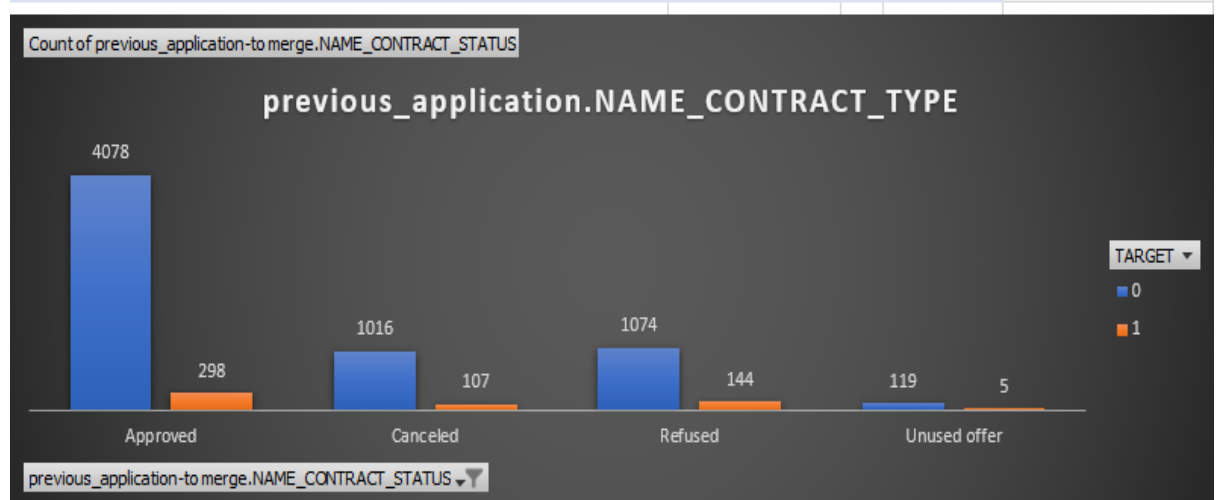 Count of previous_application-to merge.NAME_CONTRACT_STATUS
previous_application.NAME_CONTRACT_TYPE
4078
298
1016
107
1074
144
119
5
Approved
Canceled
Refused
Unused offer
TARGET
0
1
previous_application-to merge.NAME_CONTRACT_STATUS